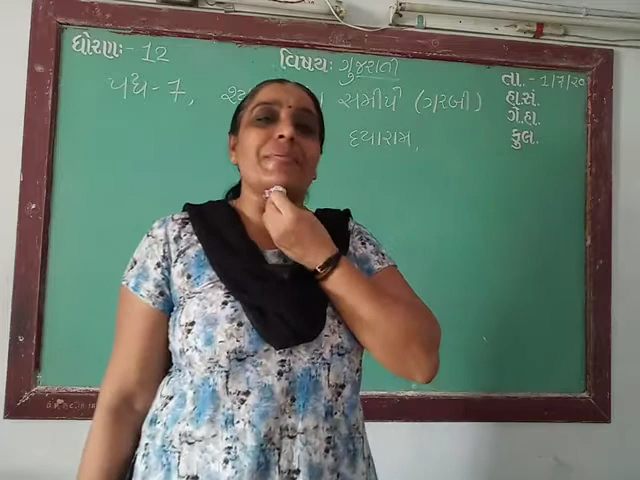 ધોરણ:- 12
વિષય: ગુજરાતી
તા. - 1/7/20
પદ્ય - 7, સમીપે (ગરબી)
હા.સં.
ગે.હા.
દયારામ,
કુલ.